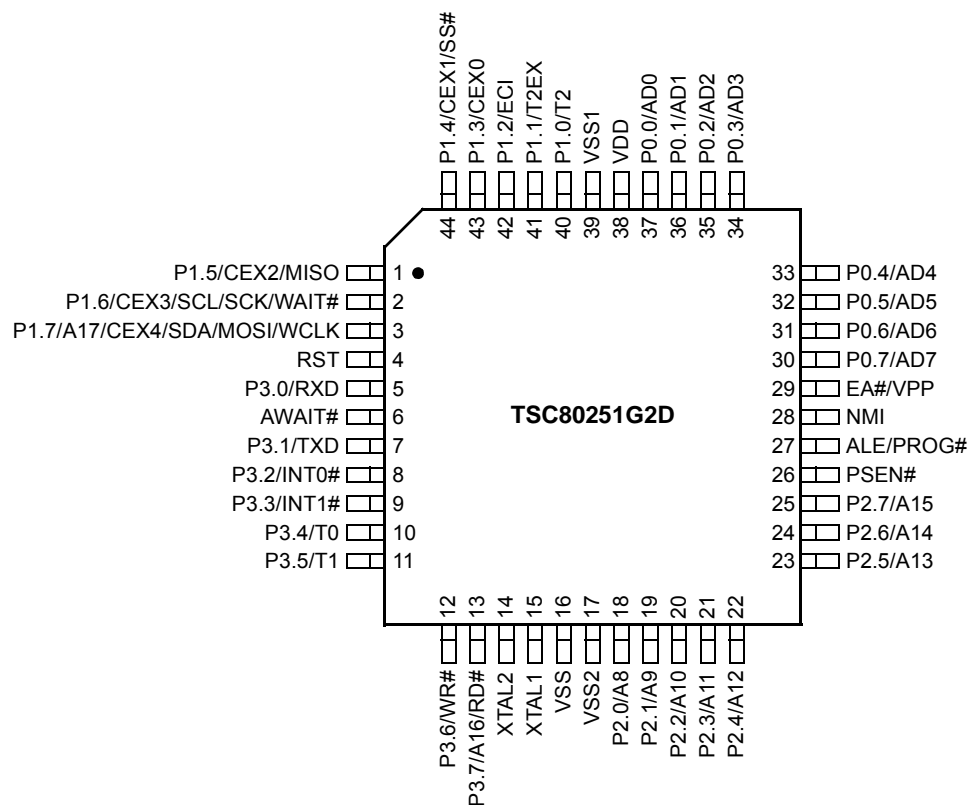 P1.4/CEX1/SS#
P1.3/CEX0
P1.2/ECI
P1.1/T2EX
P1.0/T2
VSS1
VDD
P0.0/AD0
P0.1/AD1
P0.2/AD2
P0.3/AD3
44
43
42
41
40
39
38
37
36
35
34
P1.5/CEX2/MISO 1
P1.6/CEX3/SCL/SCK/WAIT# 2
P1.7/A17/CEX4/SDA/MOSI/WCLK 3
RST 4
P3.0/RXD 5
AWAIT# 6
P3.1/TXD 7
P3.2/INT0# 8
P3.3/INT1# 9
P3.4/T0 10
P3.5/T1 11
TSC80251G2D
33 P0.4/AD4
32 P0.5/AD5
31 P0.6/AD6
30 P0.7/AD7
29 EA#/VPP
28 NMI
27 ALE/PROG#
26 PSEN#
25 P2.7/A15
24 P2.6/A14
23 P2.5/A13
12
13
14
15
16
17
18
19
20
21
22
P3.6/WR#
P3.7/A16/RD#
XTAL2
XTAL1
VSS
VSS2
P2.0/A8
P2.1/A9
P2.2/A10
P2.3/A11
P2.4/A12